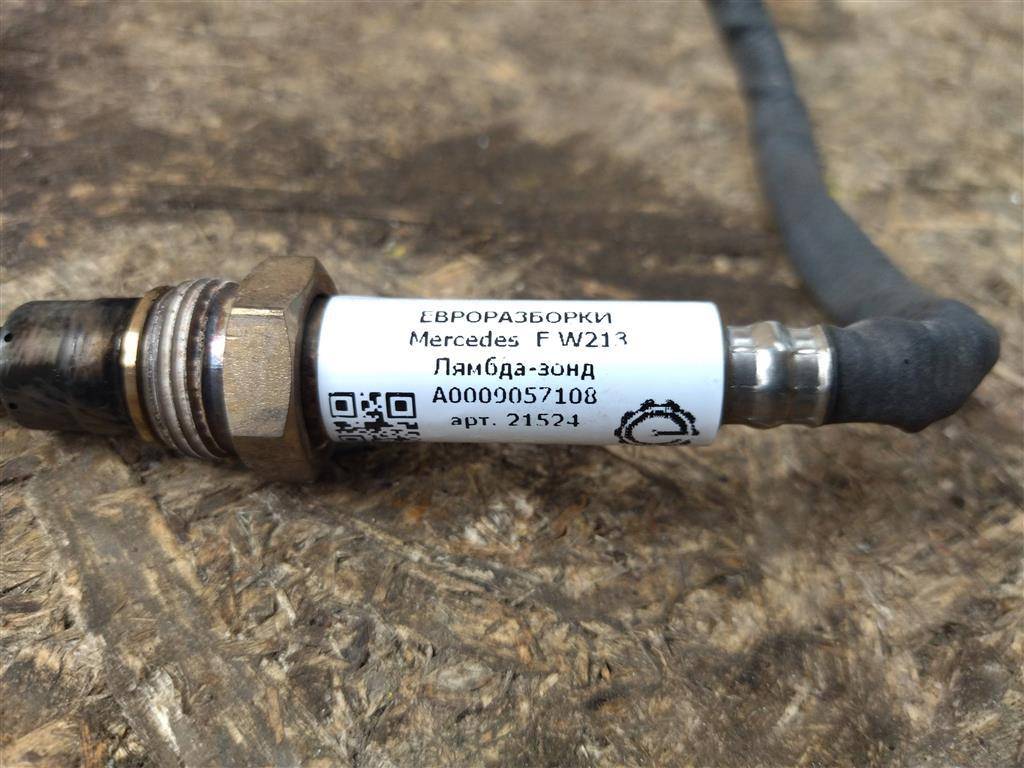 ЕВРОРАЗБОРКИ
Mercedes E W213
Лямбда-зонд
A0009057108
арт. 21524